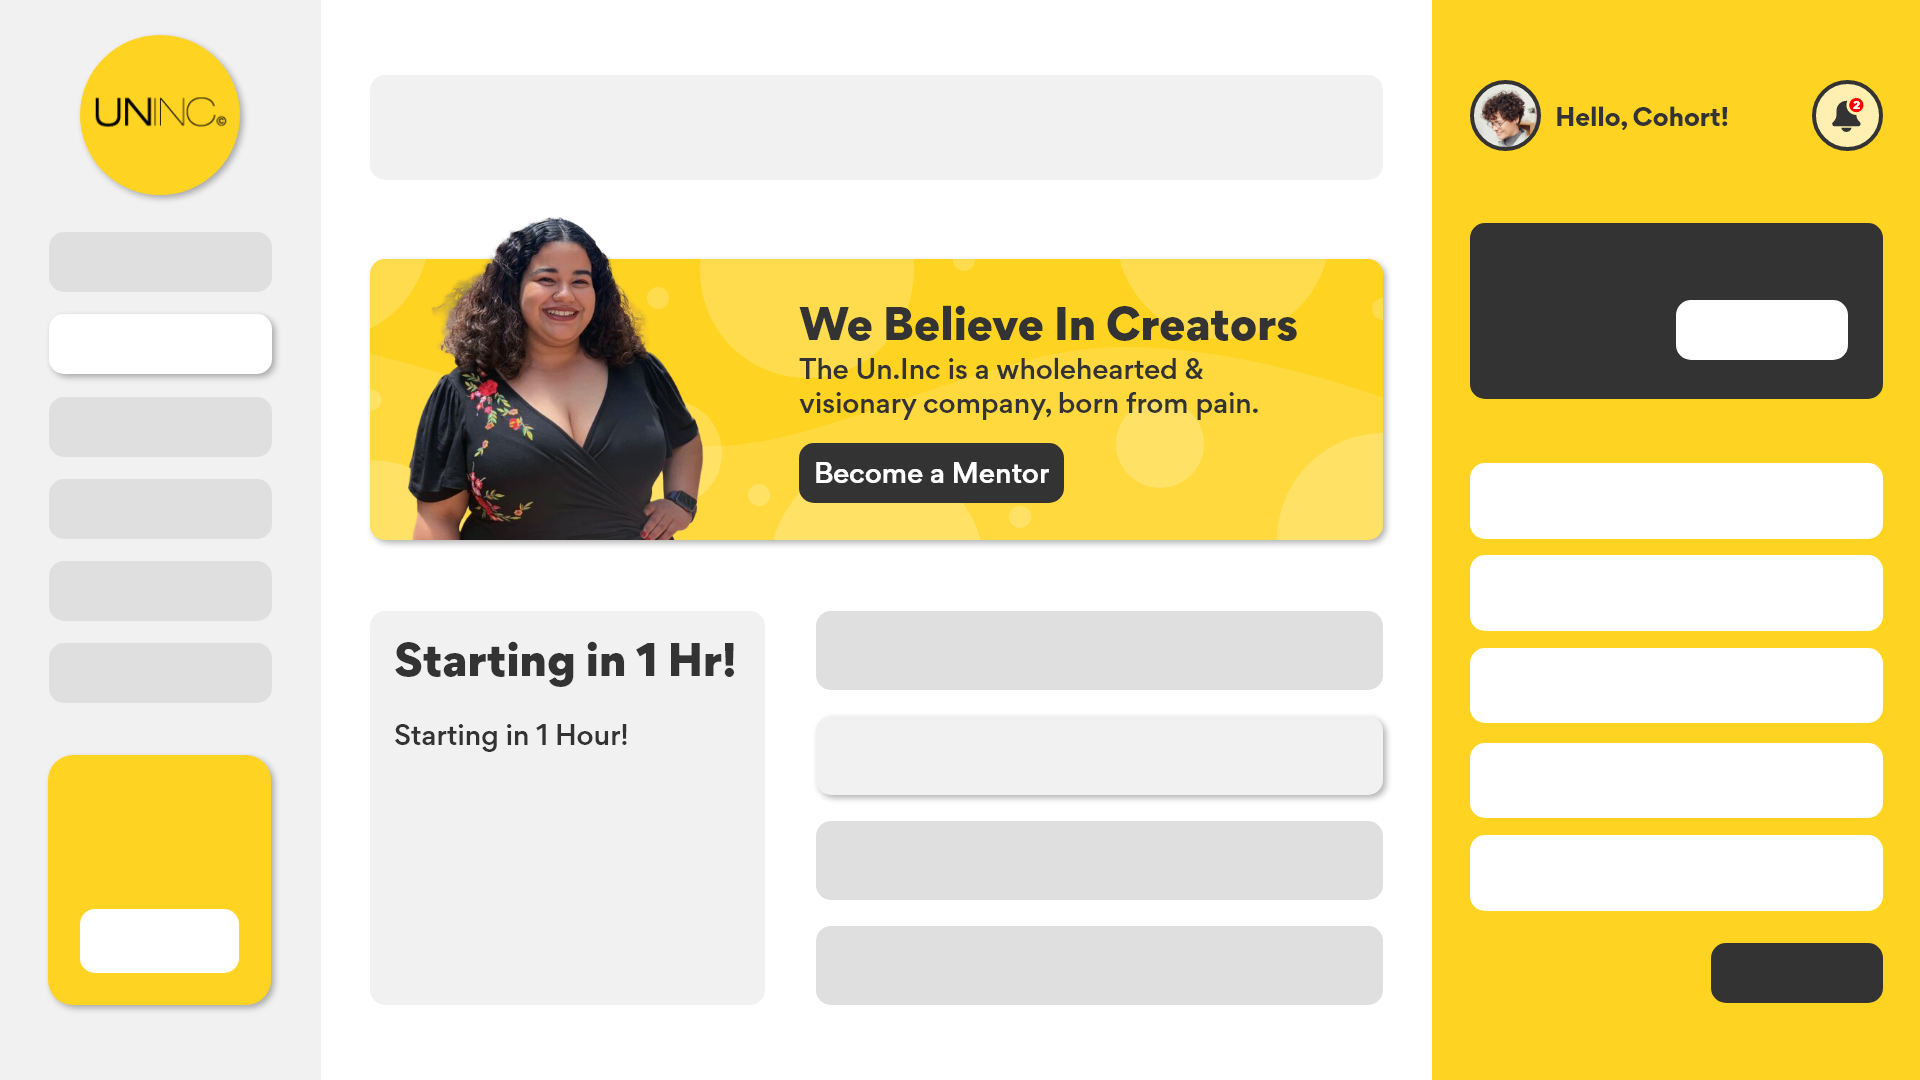 UNINC©
Hello, Cohort!
2
We Believe In Creators
The Un.Inc is a wholehearted &
visionary company, born from pain.
Become a Mentor
Starting in 1 Hr!
Starting in 1 Hour!